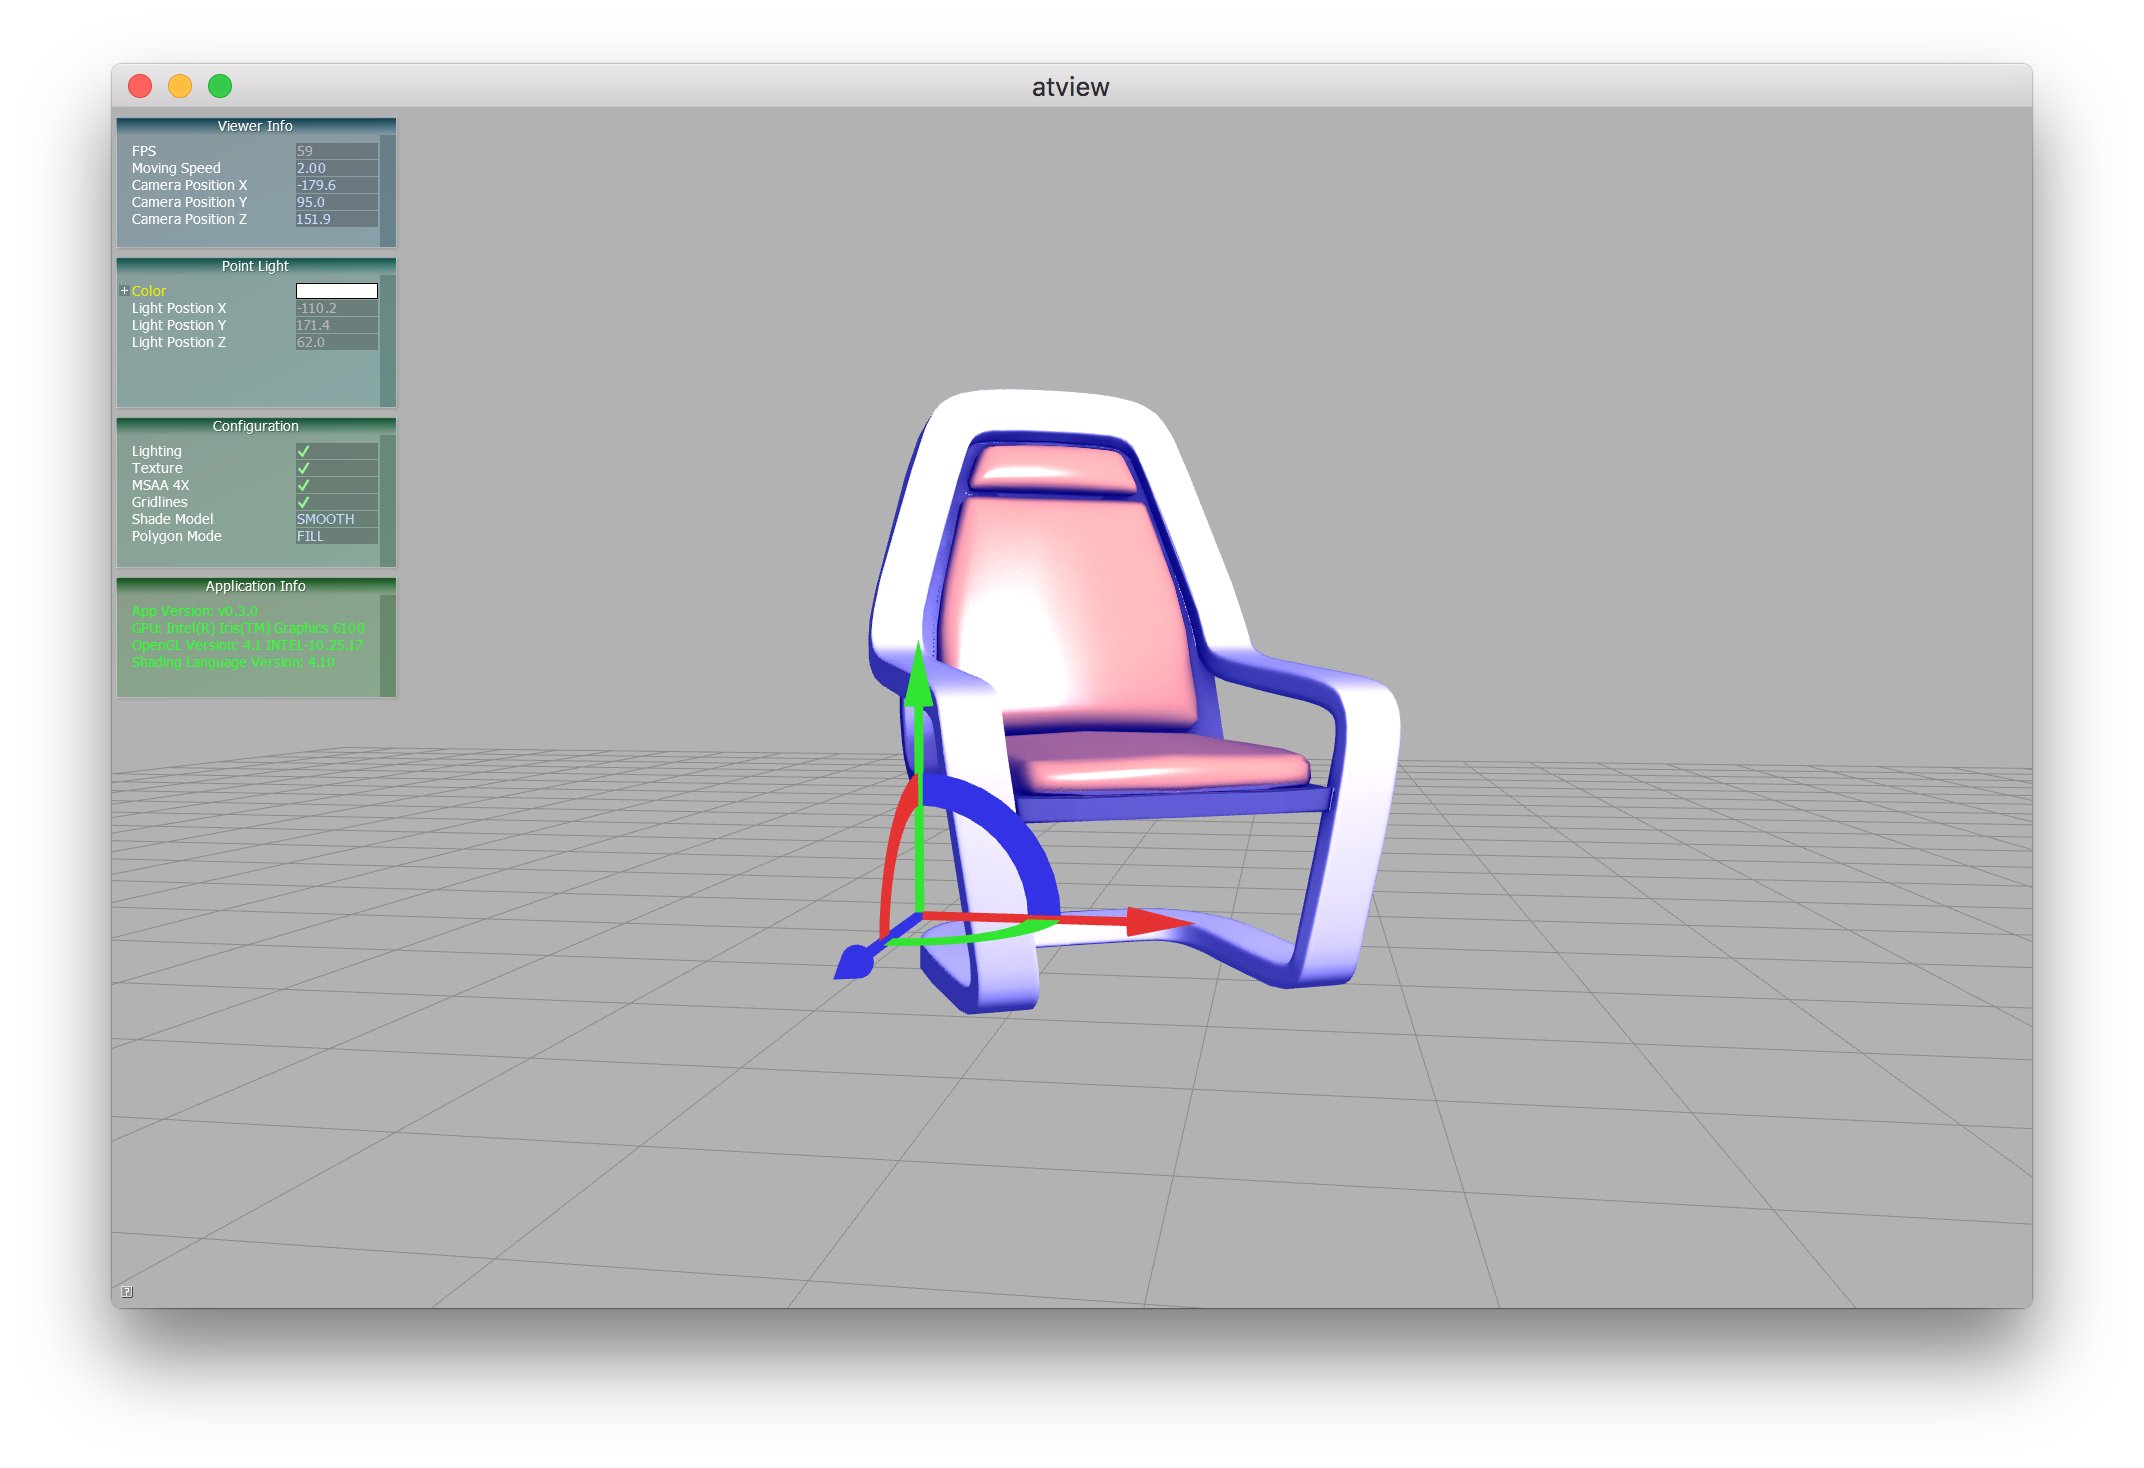 atview
Viewer Info
FPS 59
Moving Speed 2.00
Camera Position X -179.6
Camera Position Y 95.0
Camera Position Z 151.9
Point Light
+ Color
Light Postion X -110.2
Light Postion Y 171.4
Light Postion Z 62.0
Configuration
Lighting ✓
Texture ✓
MSAA 4X ✓
Gridlines ✓
Shade Model SMOOTH
Polygon Mode FILL
Application Info
App Version: v0.3.0
GPU: Intel(R) Iris(TM) Graphics 6100
OpenGL Version: 4.1 INTEL-10.25.17
Shading Language Version: 4.10
?